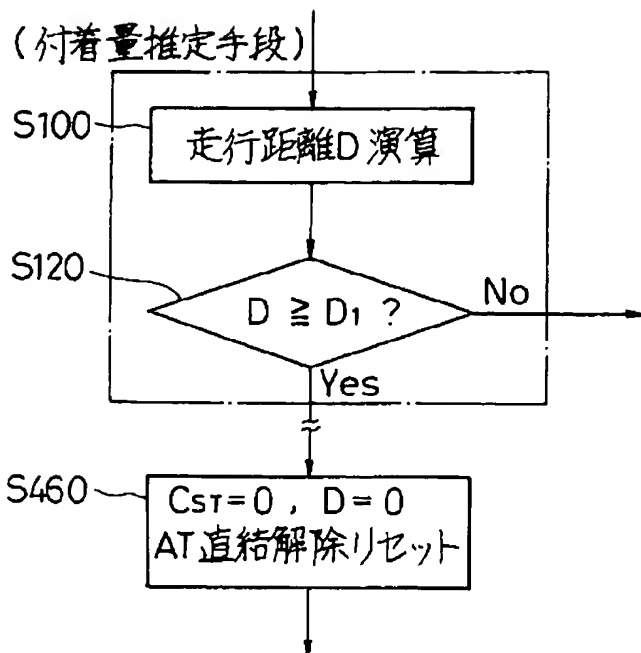 (付着量推定手段)
S100
走行距離D 演算
S120
D ≧ D1 ?
No
Yes
S460
CST=0, D=0
AT直結解除リセット